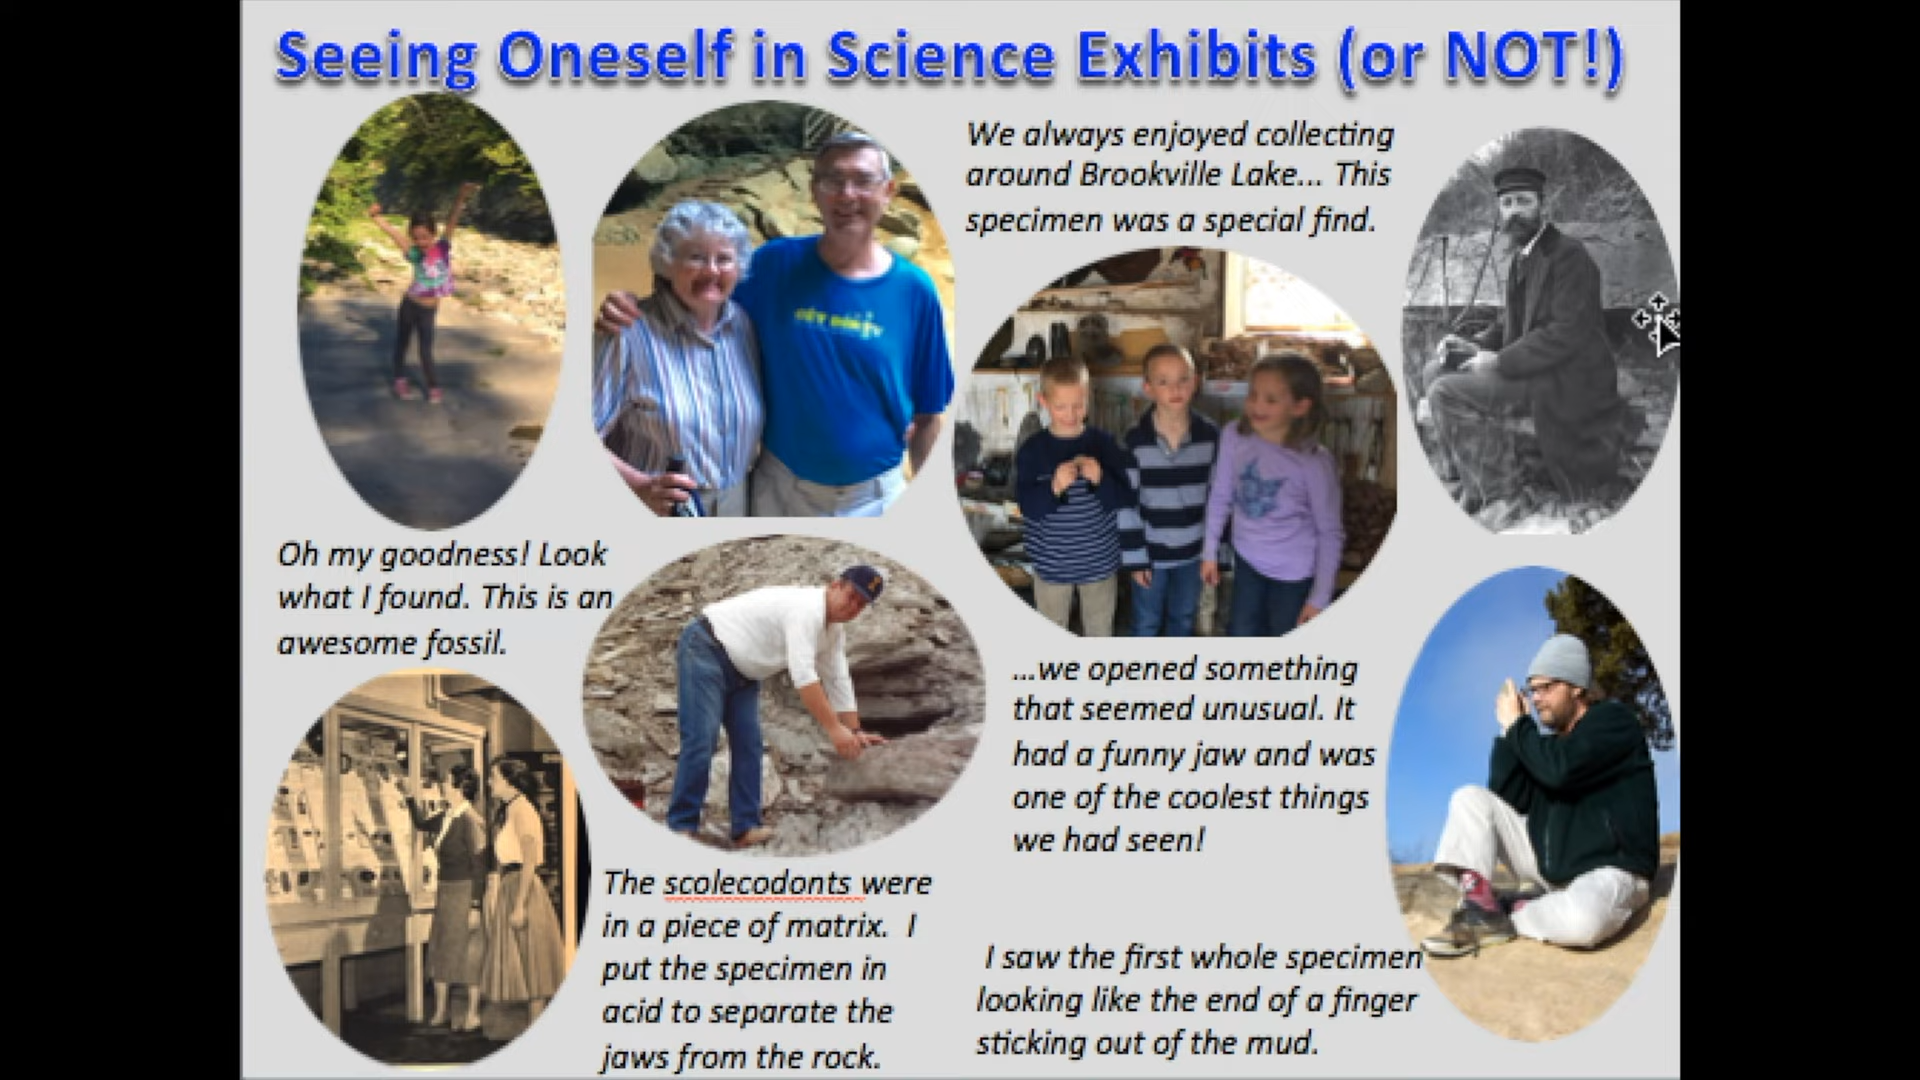 Seeing Oneself in Science Exhibits (or NOT!)
We always enjoyed collecting
around Brookville Lake... This
specimen was a special find.
Oh my goodness! Look
what I found. This is an
awesome fossil.
...we opened something
that seemed unusual. It
had a funny jaw and was
one of the coolest things
we had seen!
The scolecodonts were
in a piece of matrix.  I
put the specimen in
acid to separate the
jaws from the rock.
I saw the first whole specimen
looking like the end of a finger
sticking out of the mud.